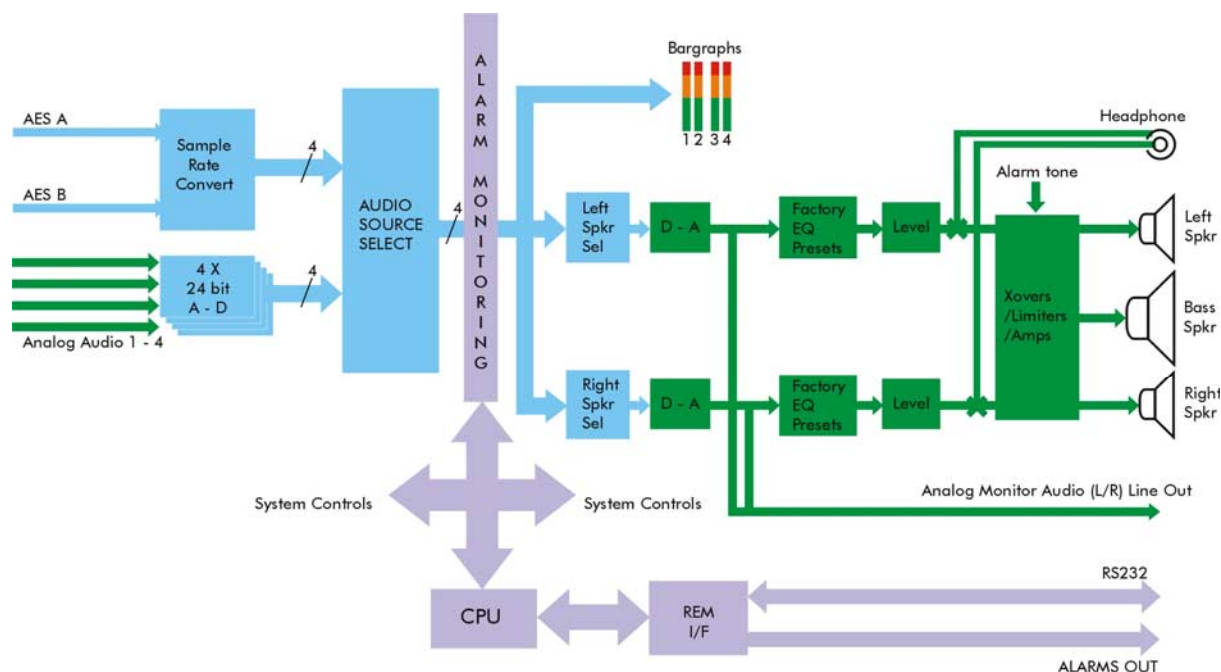 AES A
AES B
Sample
Rate
Convert
4
4 X
24 bit
A - D
4
Analog Audio 1 - 4
AUDIO
SOURCE
SELECT
4
ALARM MONITORING
Bargraphs
1 2 3 4
Left
Spkr
Sel
D - A
Factory
EQ
Presets
Level
Headphone
Alarm tone
Xovers
/Limiters
/Amps
Left
Spkr
Bass
Spkr
Right
Spkr
Right
Spkr
Sel
D - A
Factory
EQ
Presets
Level
Analog Monitor Audio (L/R) Line Out
System Controls
System Controls
CPU
REM
I/F
RS232
ALARMS OUT